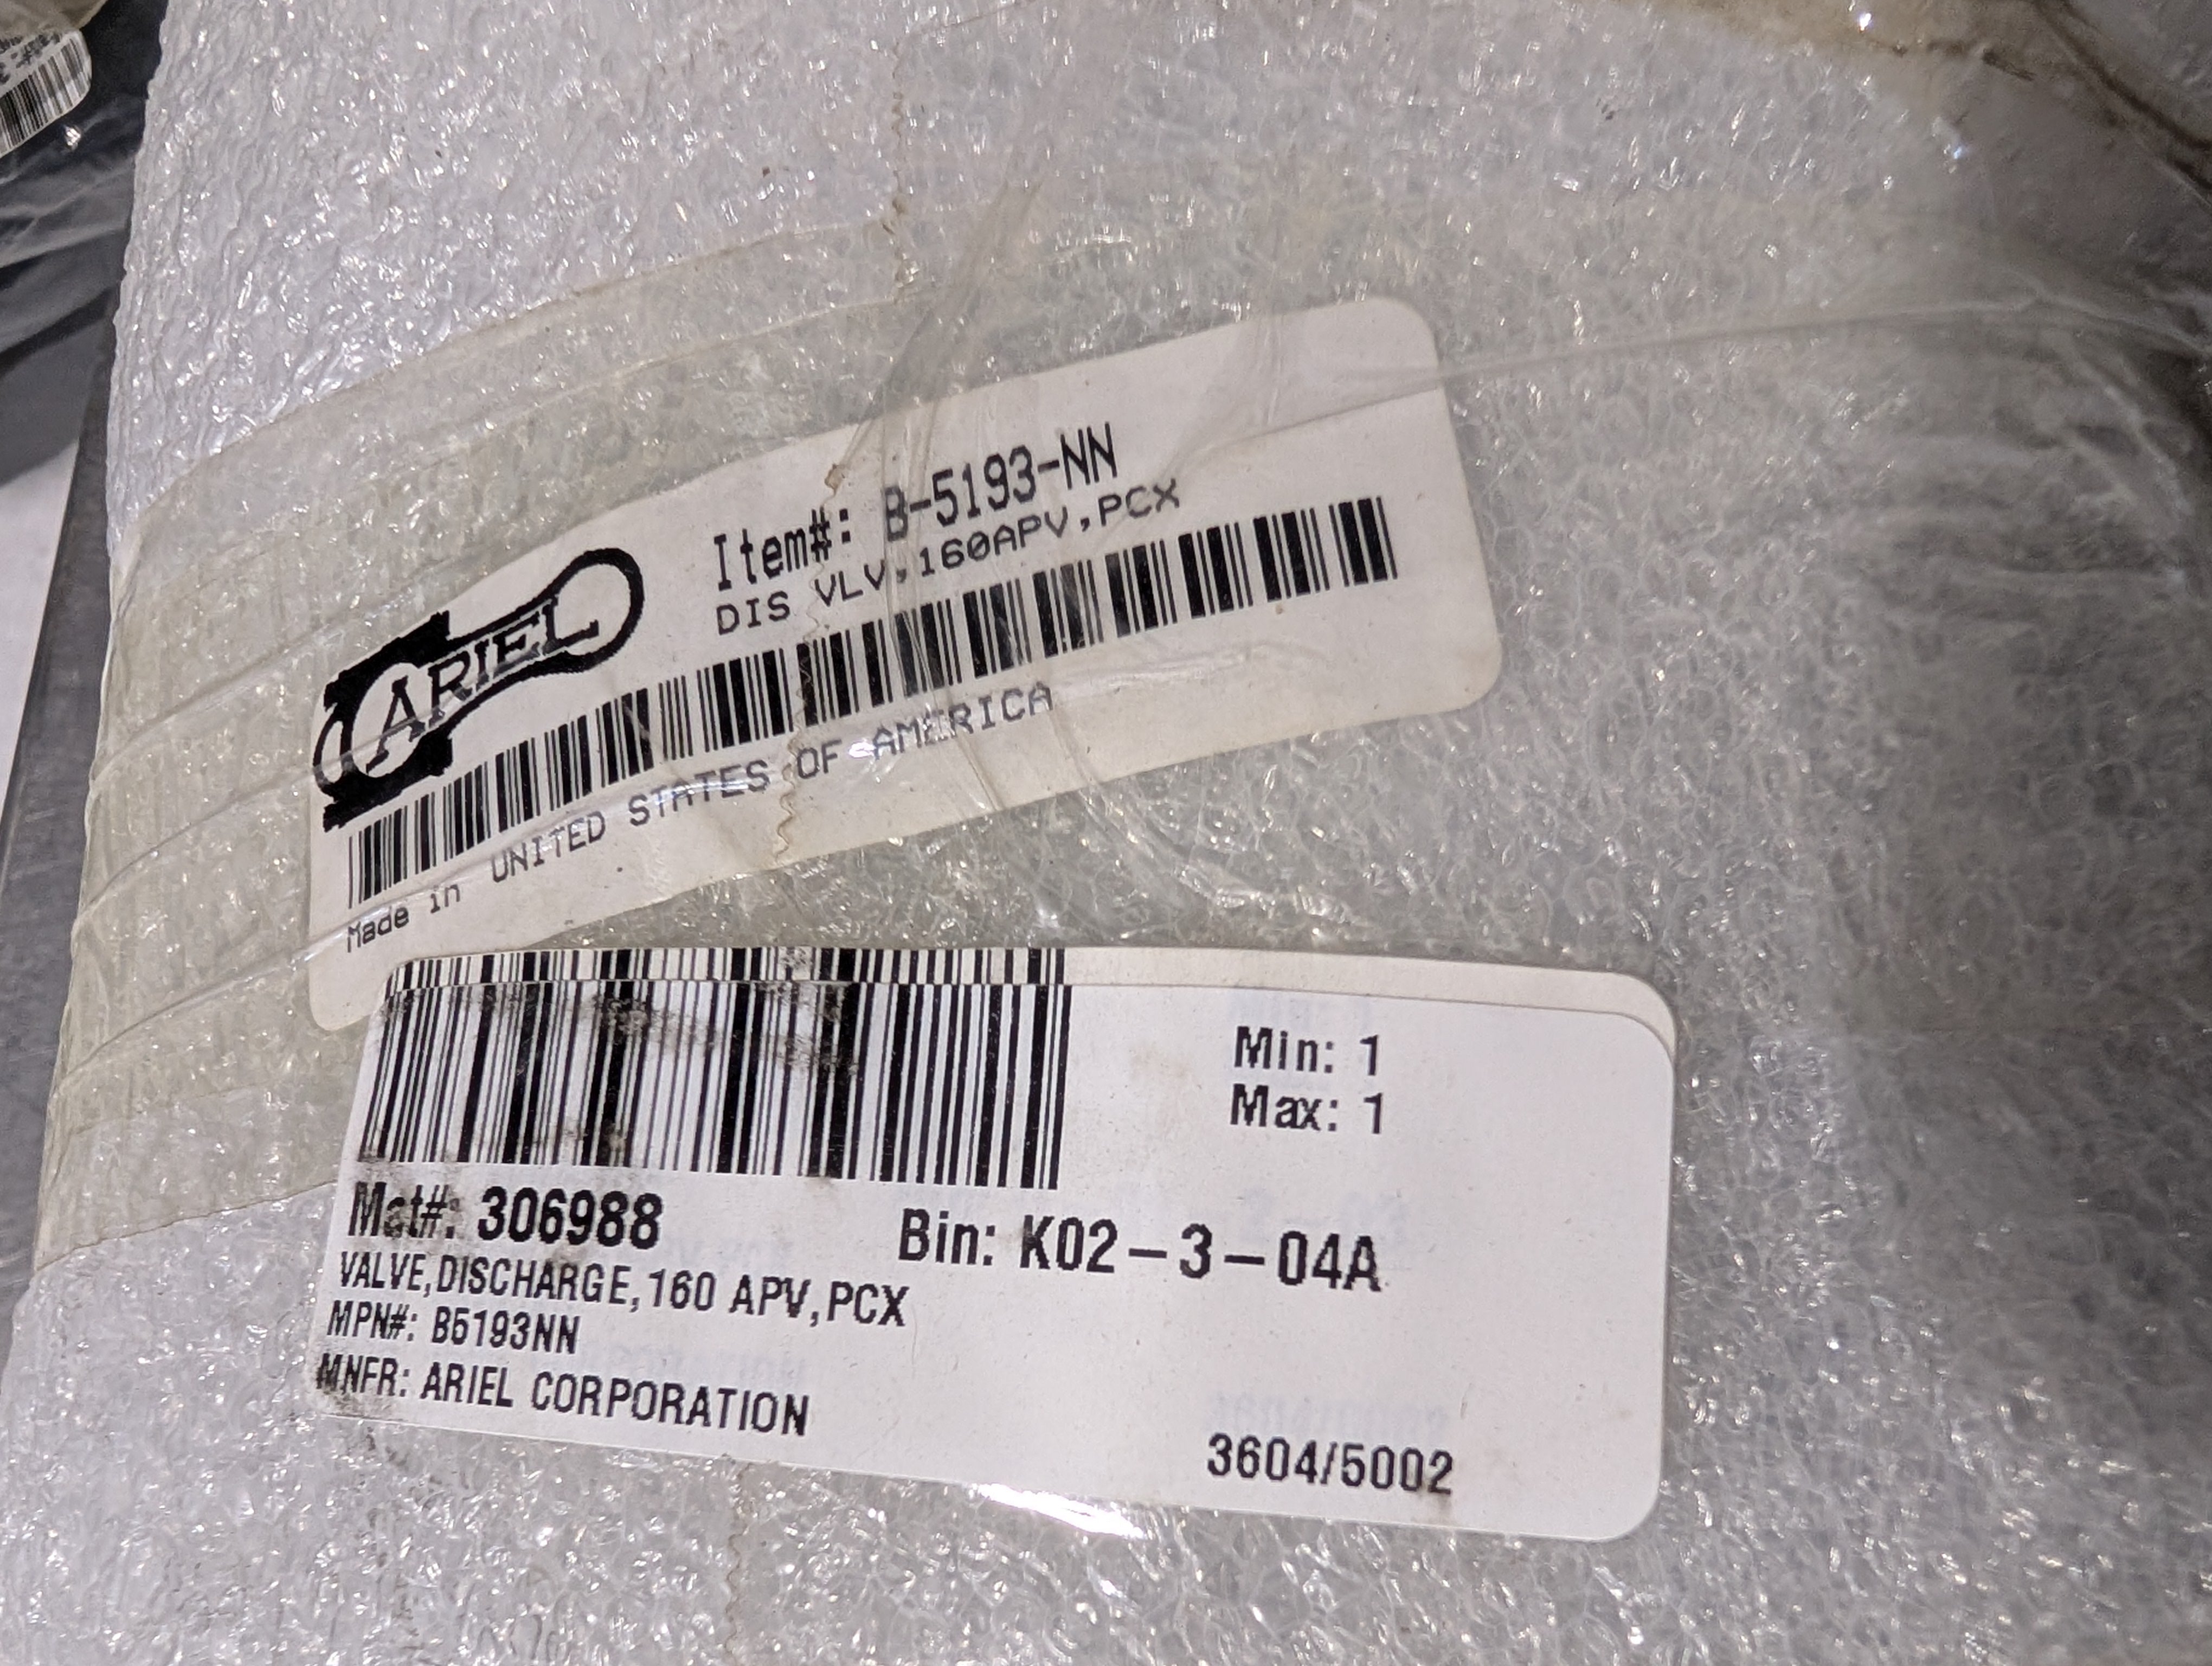 ARIEL
Item#: B-5193-NN
DIS VLV,160APV,PCX
Made in UNITED STATES OF AMERICA
Min: 1
Max: 1
Mat#: 306988
Bin: K02-3-04A
VALVE,DISCHARGE,160 APV,PCX
MPN#: B5193NN
MNFR: ARIEL CORPORATION
3604/5002